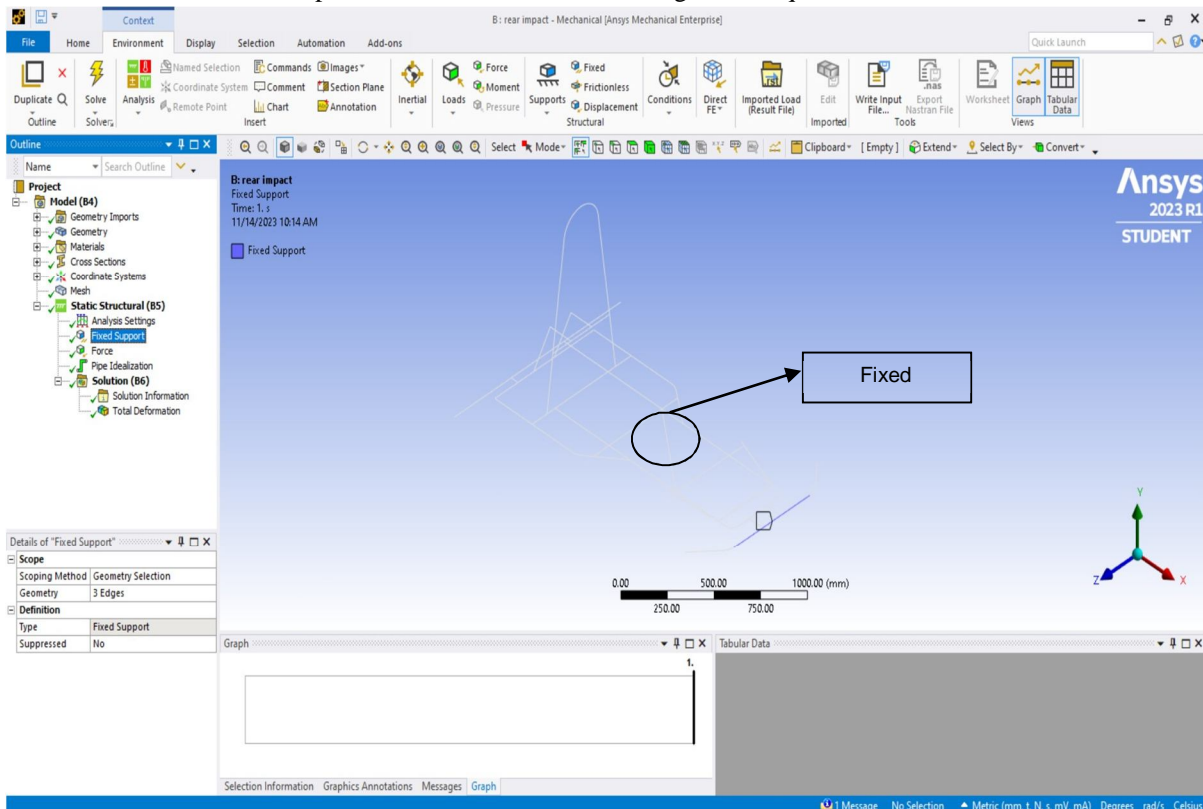 Context
B : rear impact - Mechanical [Ansys Mechanical Enterprise]
File Home Environment Display Selection Automation Add-ons Quick Launch
Duplicate Q Solve Analysis Named Selection Commands Images Inertial Loads Force Supports Fixed Conditions Direct FE Imported Load (Result File) Edit Write Input File... Export Nastran File Worksheet Graph Tabular Data
Coordinate System Comment Section Plane Moment Frictionless
Remote Point Chart Annotation Pressure Displacement
Outline Solvers Insert Structural Imported Tools Views
.nas
Outline
Select Mode Clipboard [ Empty ] Extend Select By Convert
Name Search Outline
Project
Model (B4)
Geometry Imports
Geometry
Materials
Cross Sections
Coordinate Systems
Mesh
Static Structural (B5)
Analysis Settings
Fixed Support
Force
Pipe Idealization
Solution (B6)
Solution Information
Total Deformation
B: rear impact
Fixed Support
Time: 1. s
11/14/2023 10:14 AM
Fixed Support
Ansys
2023 R1
STUDENT
Fixed
Y
Z
X
0.00 500.00 1000.00 (mm)
250.00 750.00
Details of "Fixed Support"
Scope
Scoping Method Geometry Selection
Geometry 3 Edges
Definition
Type Fixed Support
Suppressed No
Graph
1.
Tabular Data
Selection Information Graphics Annotations Messages Graph
1 Message No Selection Metric (mm, t, N, s, mV, mA) Degrees rad/s Celsius